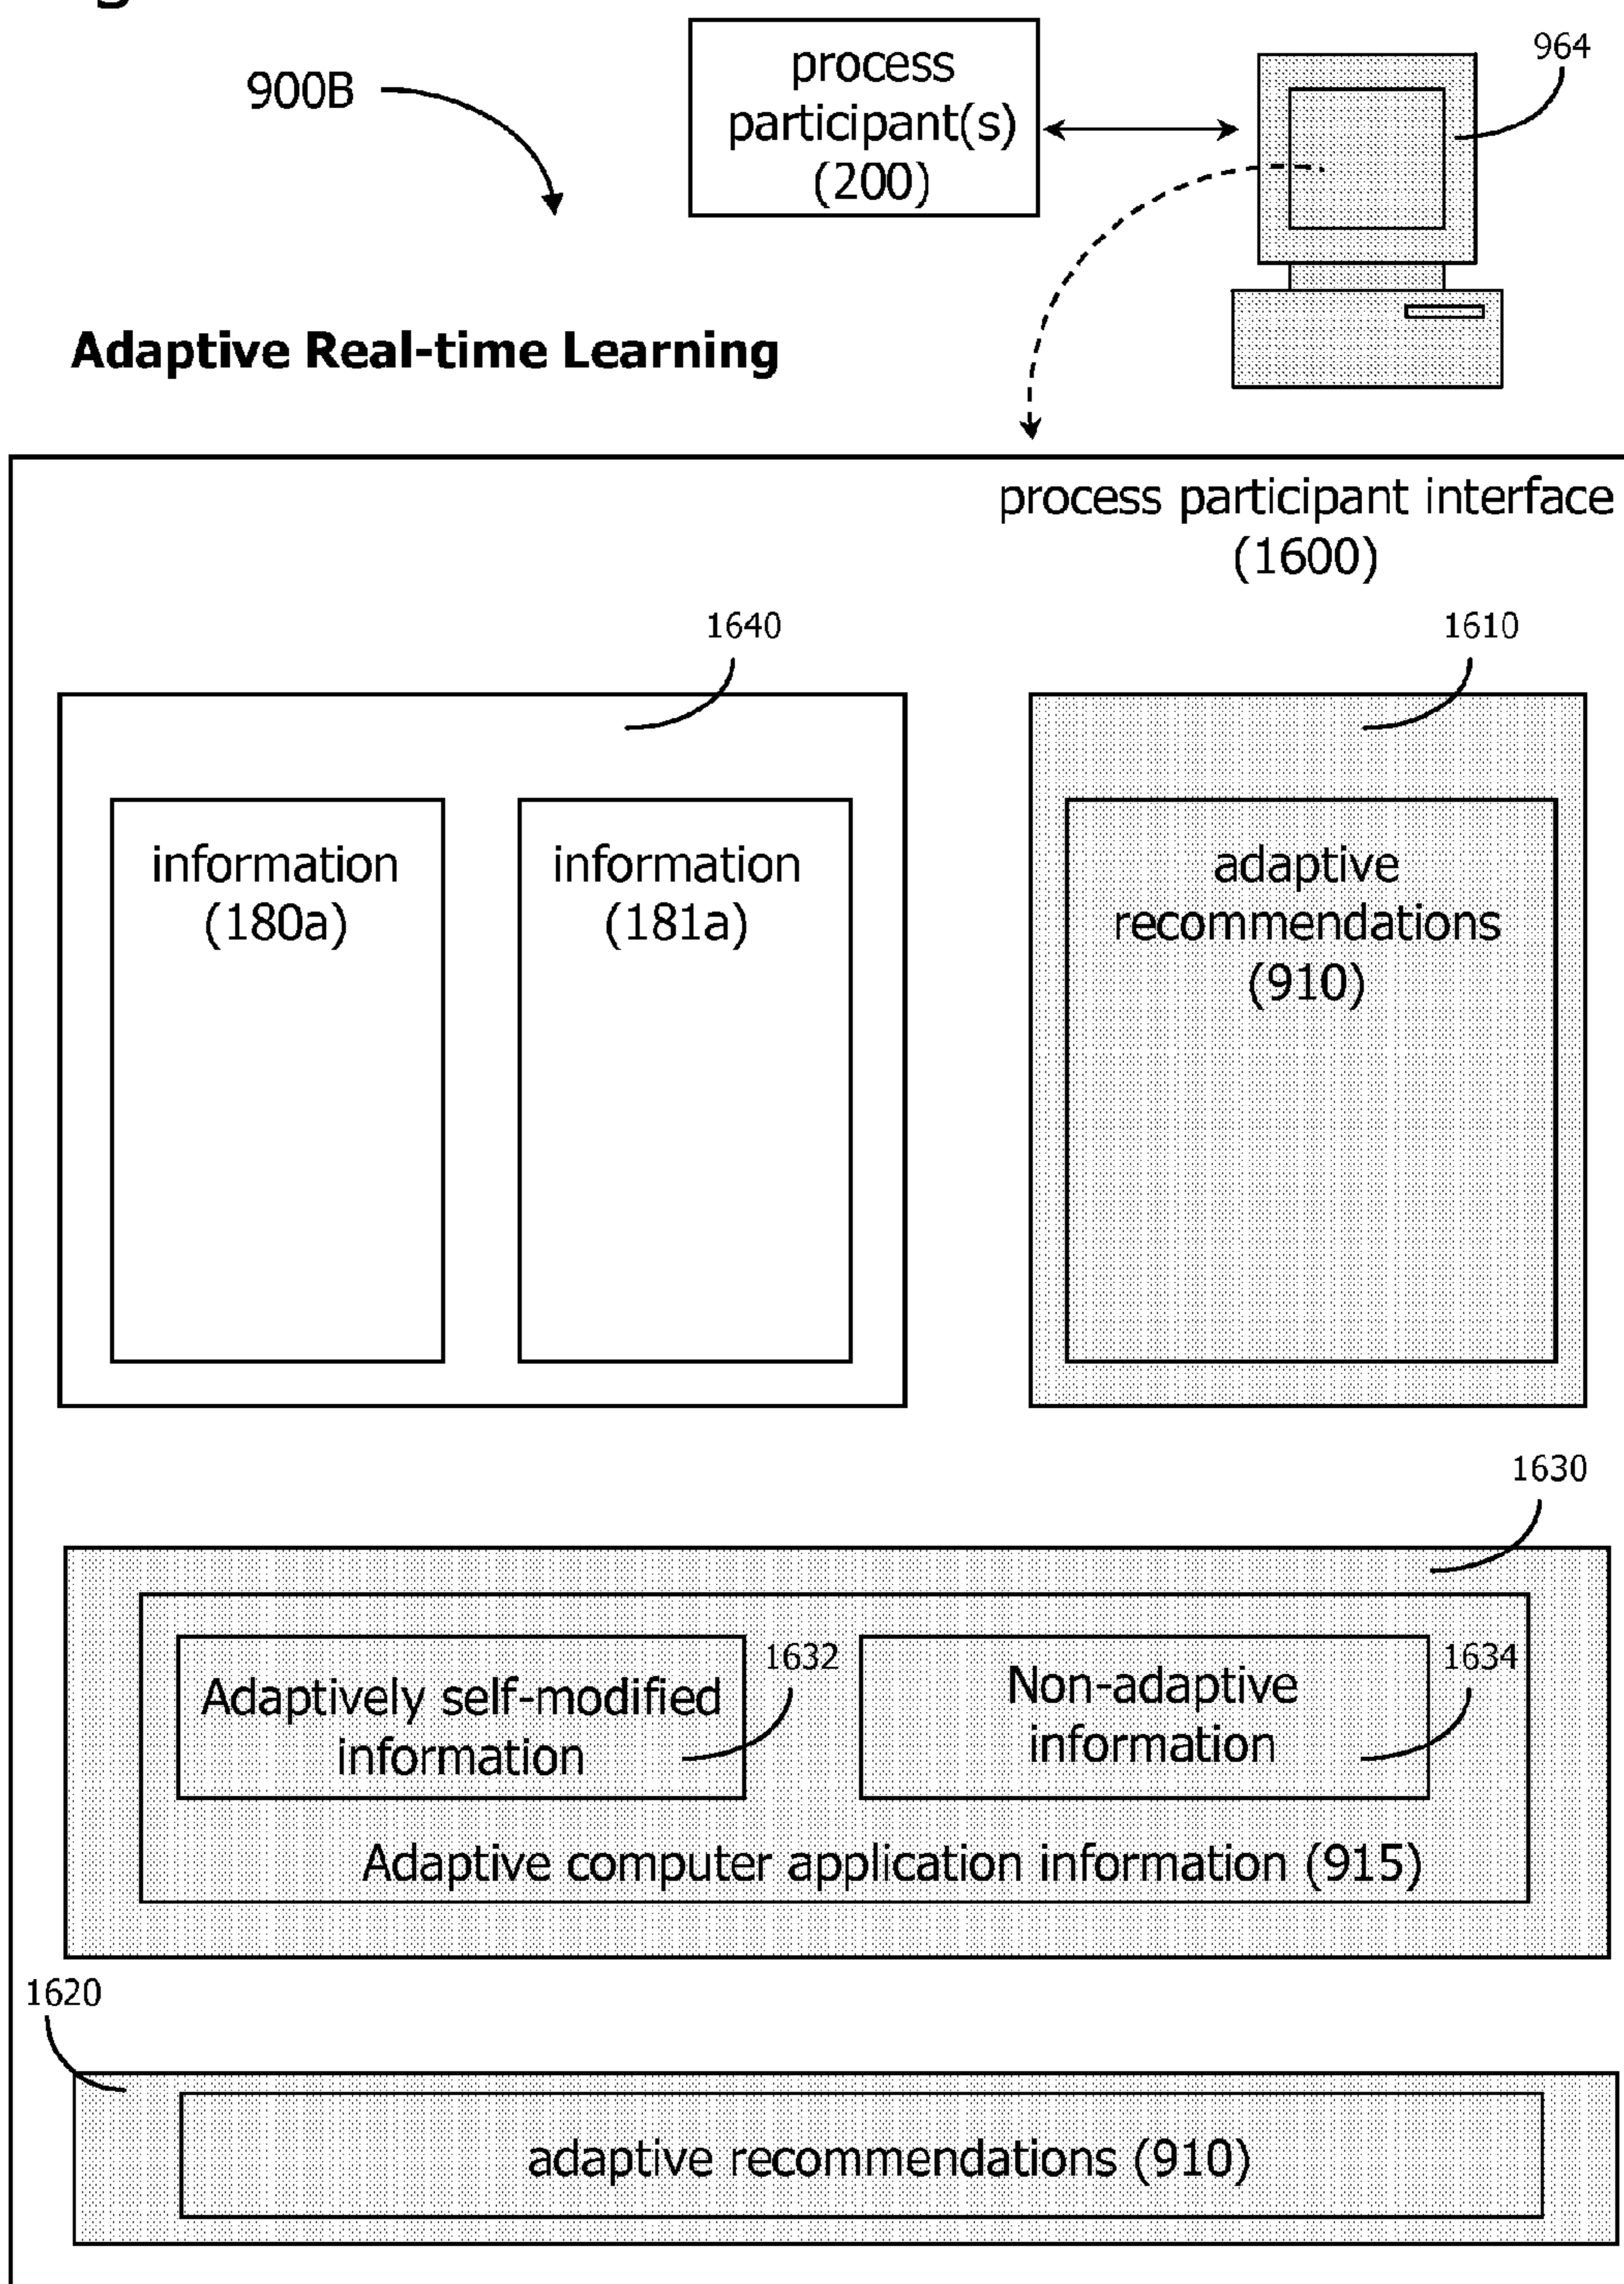 process
participant(s)
(200)
964
900B
Adaptive Real-time Learning
process participant interface
(1600)
1640
1610
information
(180a)
information
(181a)
adaptive
recommendations
(910)
1630
Adaptively self-modified
information
1632
Non-adaptive
information
1634
Adaptive computer application information (915)
1620
adaptive recommendations (910)